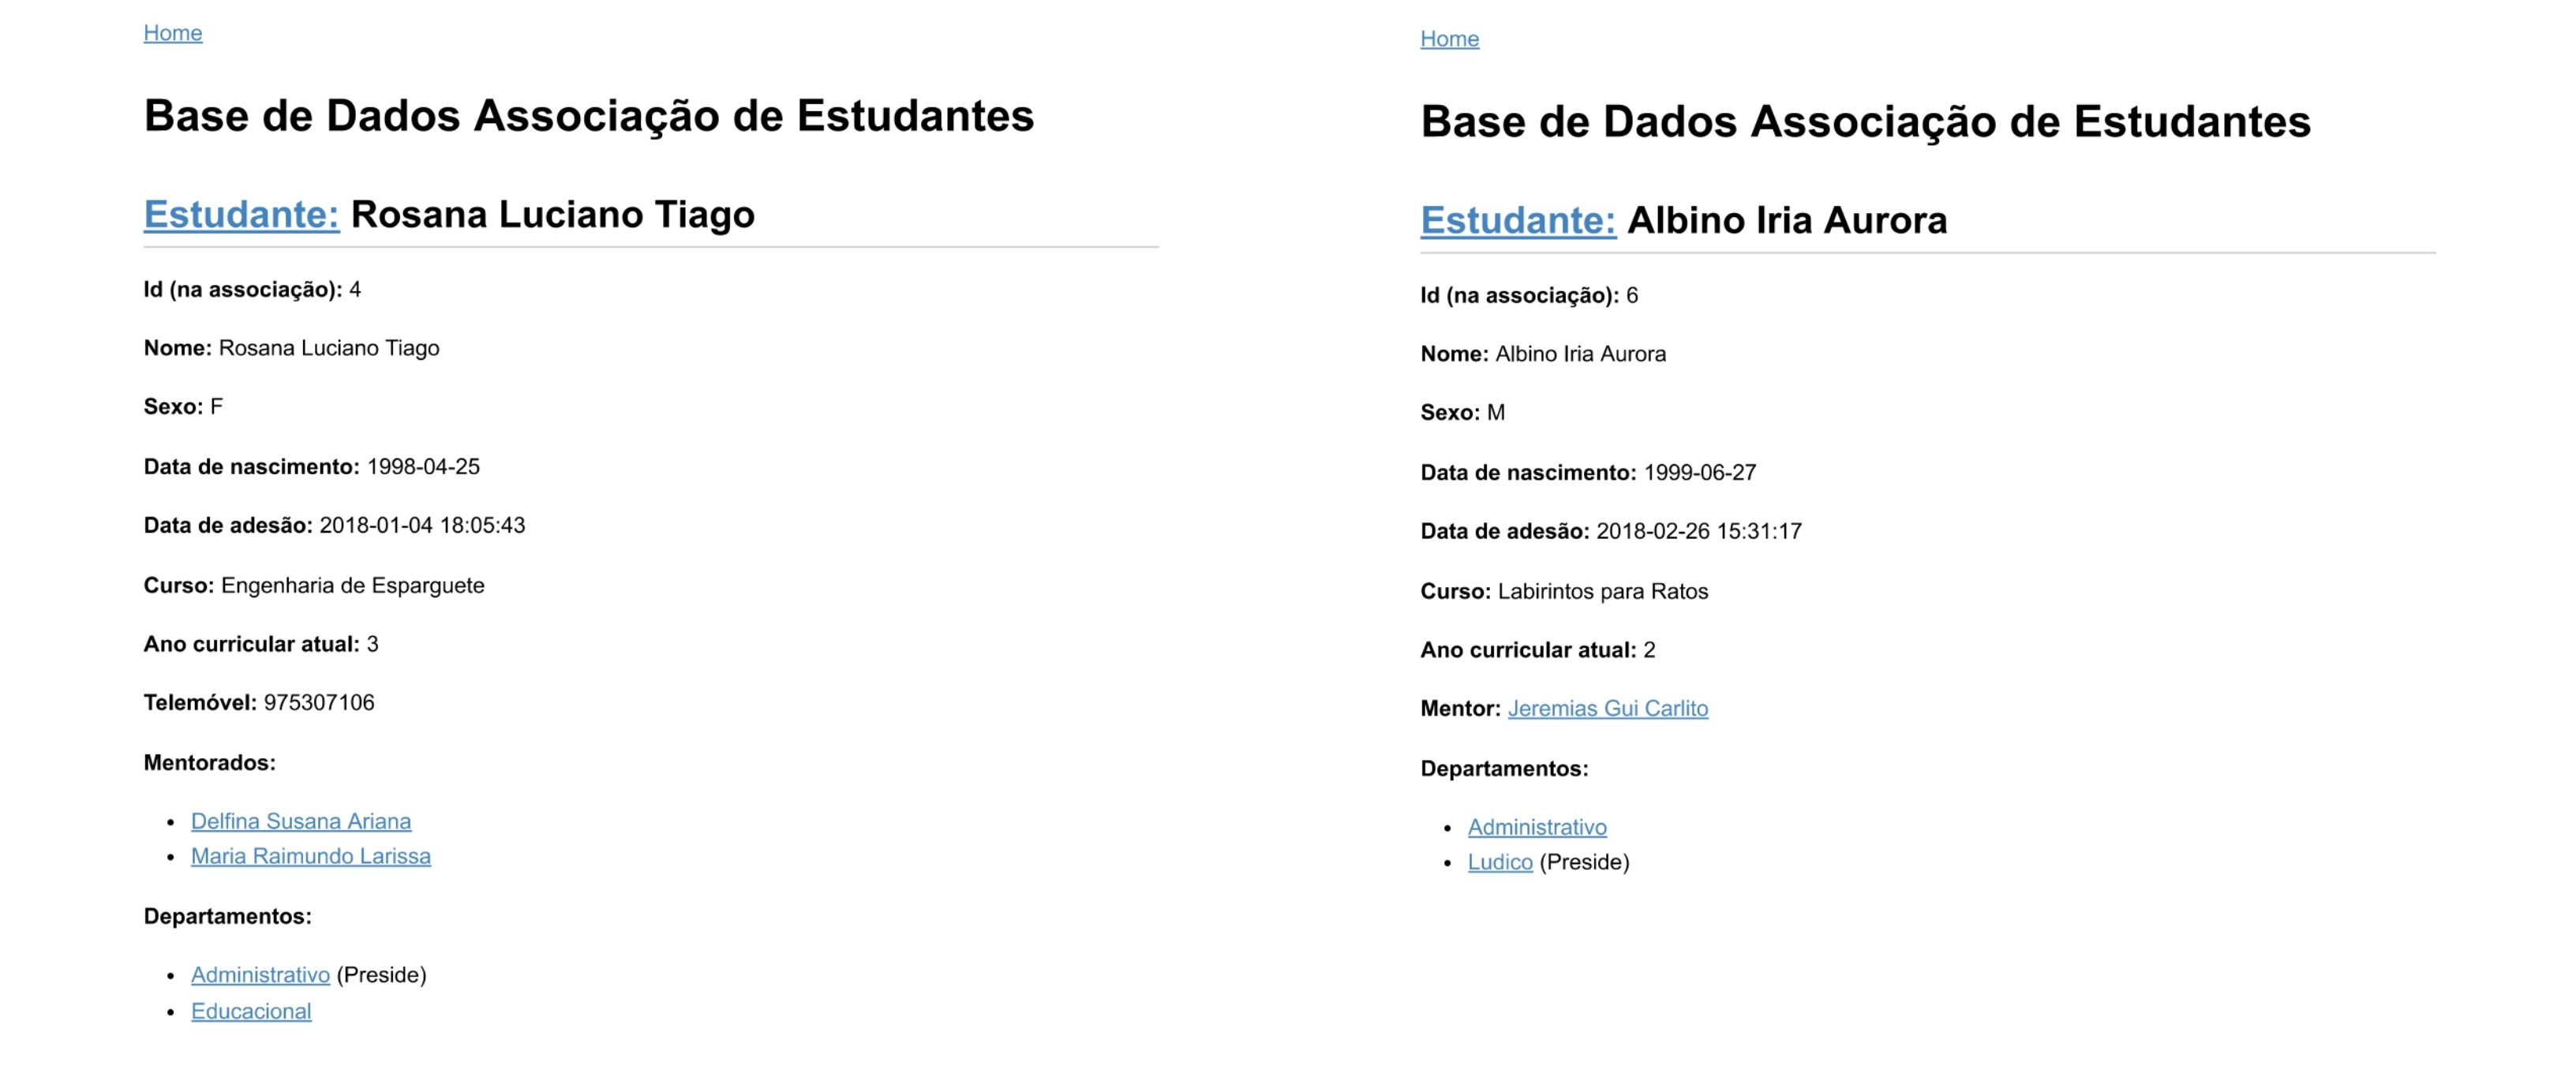 Home
Base de Dados Associação de Estudantes
Estudante: Rosana Luciano Tiago
Id (na associação): 4
Nome: Rosana Luciano Tiago
Sexo: F
Data de nascimento: 1998-04-25
Data de adesão: 2018-01-04 18:05:43
Curso: Engenharia de Esparguete
Ano curricular atual: 3
Telemóvel: 975307106
Mentorados:
• Delfina Susana Ariana
• Maria Raimundo Larissa
Departamentos:
• Administrativo (Preside)
• Educacional
Home
Base de Dados Associação de Estudantes
Estudante: Albino Iria Aurora
Id (na associação): 6
Nome: Albino Iria Aurora
Sexo: M
Data de nascimento: 1999-06-27
Data de adesão: 2018-02-26 15:31:17
Curso: Labirintos para Ratos
Ano curricular atual: 2
Mentor: Jeremias Gui Carlito
Departamentos:
• Administrativo
• Ludico (Preside)